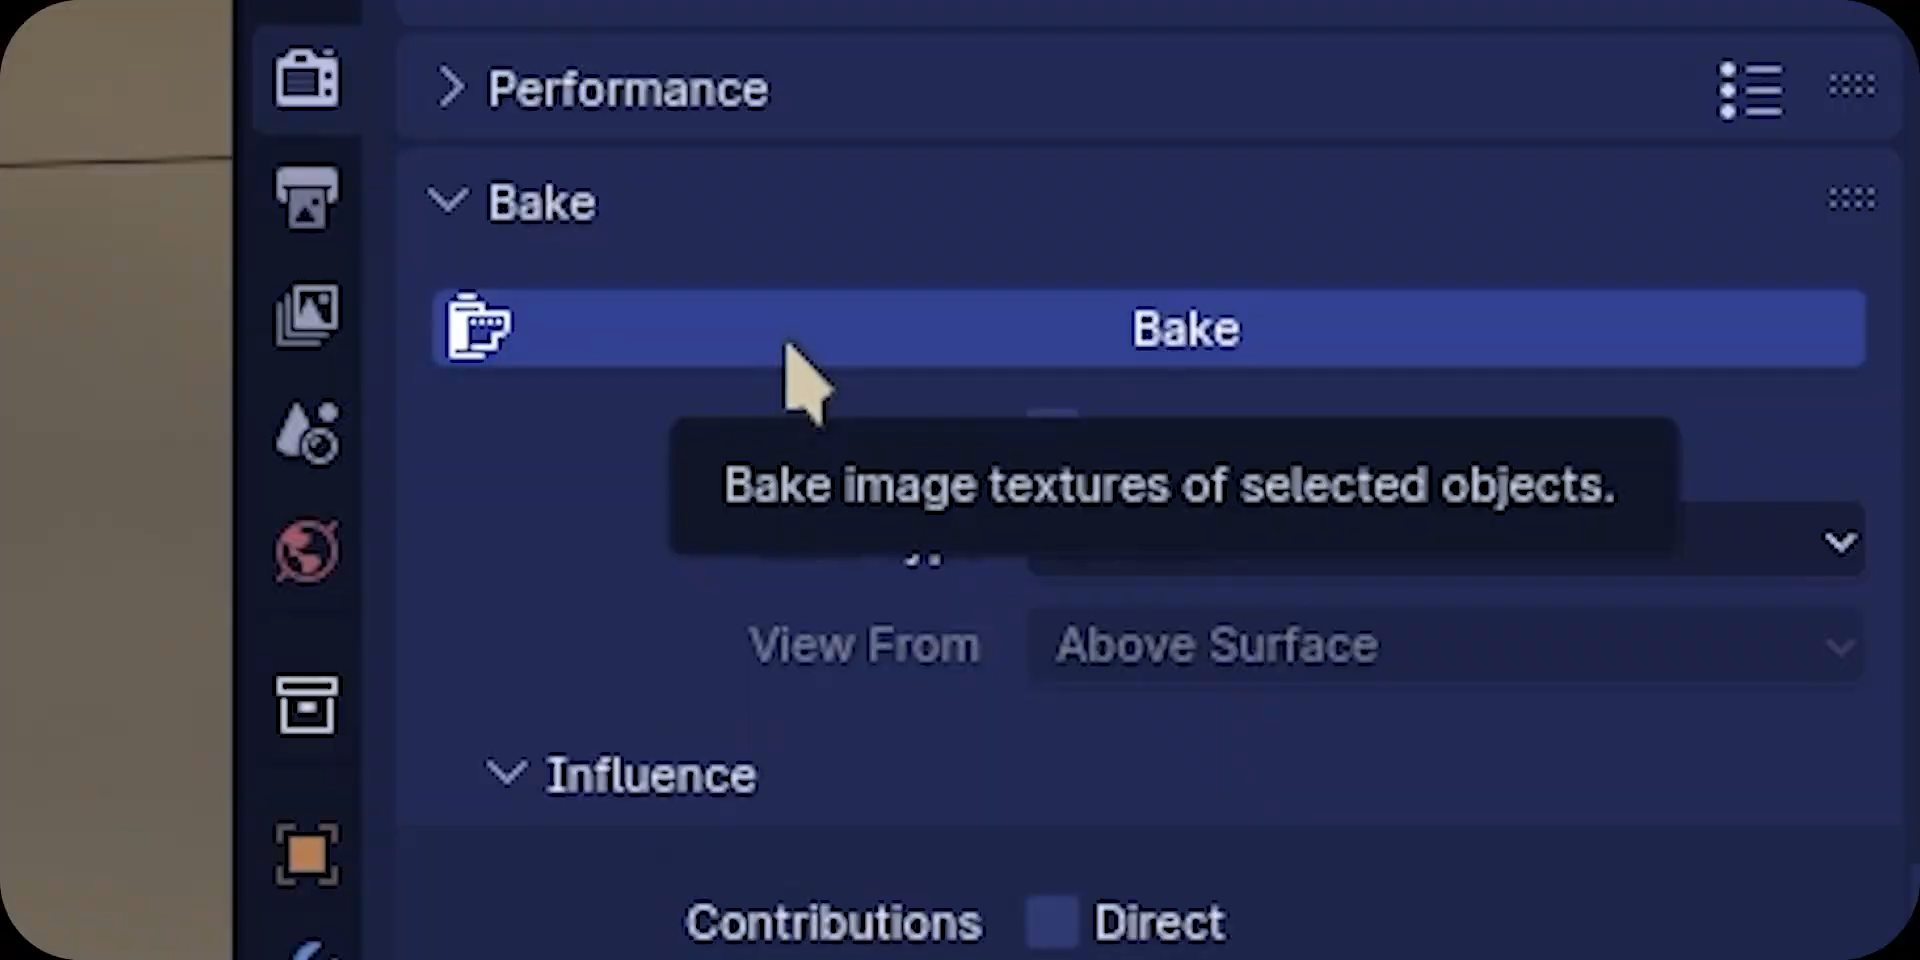 Performance
Bake
Bake
Bake image textures of selected objects.
View From
Above Surface
Influence
Contributions
Direct